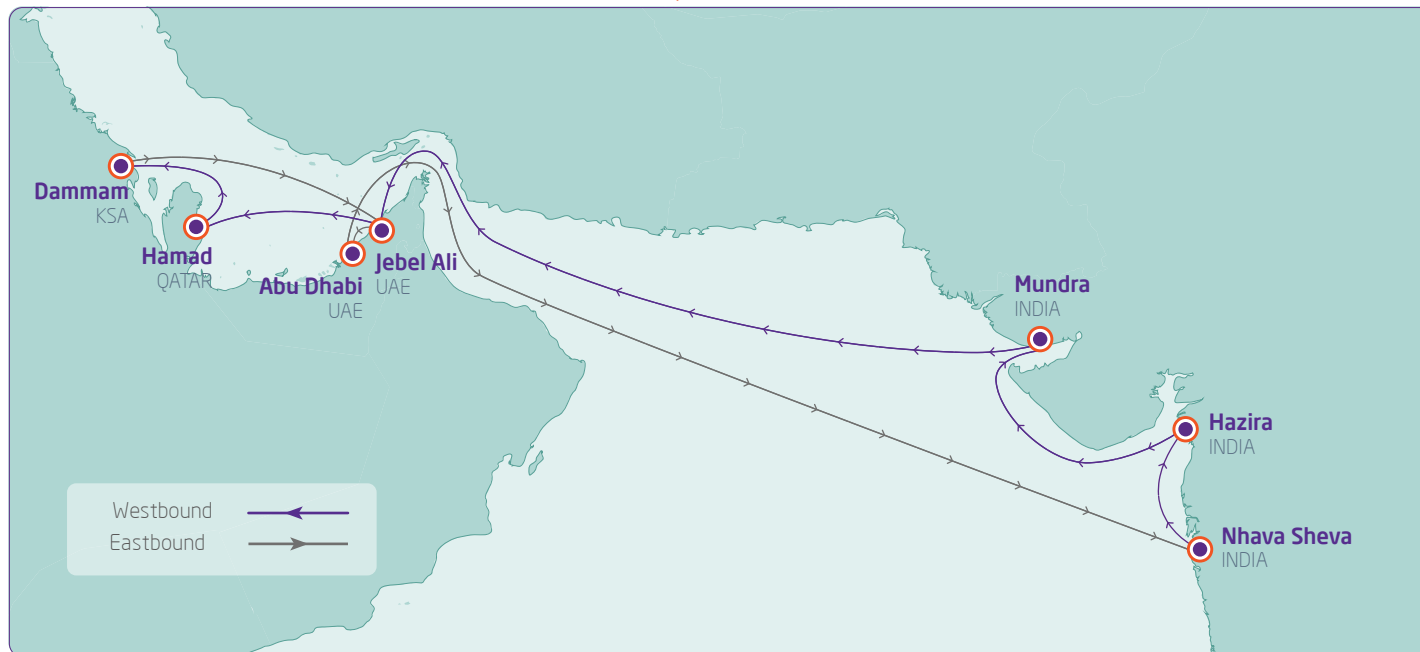 Dammam
KSA
Hamad
QATAR
Abu Dhabi
UAE
Jebel Ali
UAE
Mundra
INDIA
Hazira
INDIA
Nhava Sheva
INDIA
Westbound
Eastbound